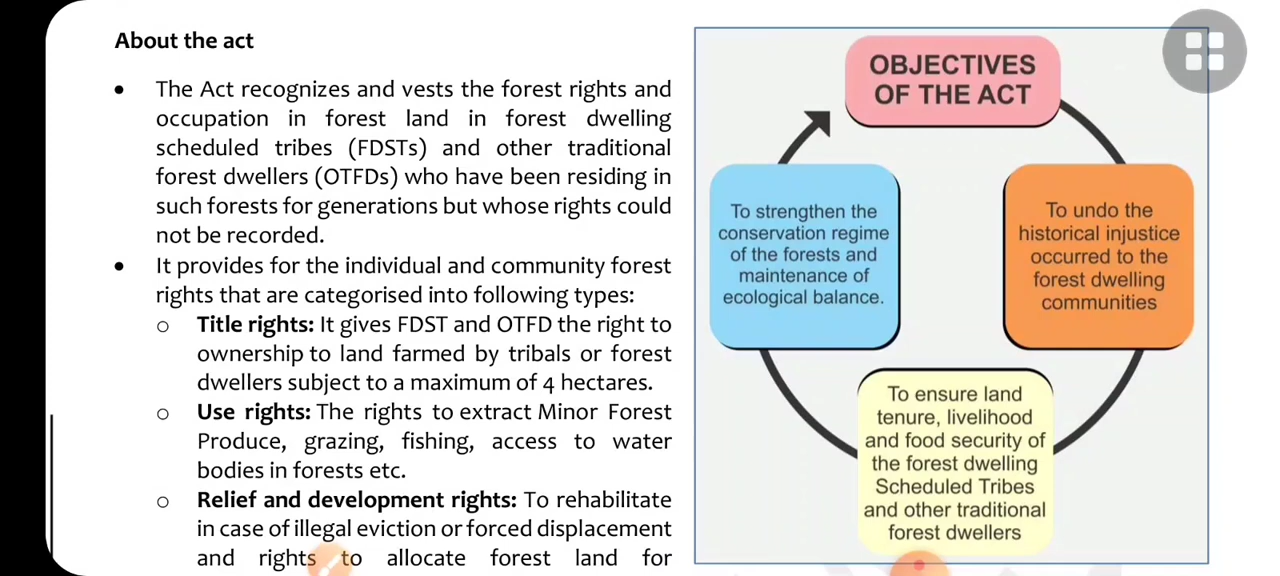 About the act
• The Act recognizes and vests the forest rights and
occupation in forest land in forest dwelling
scheduled tribes (FDSTs) and other traditional
forest dwellers (OTFDs) who have been residing in
such forests for generations but whose rights could
not be recorded.
• It provides for the individual and community forest
rights that are categorised into following types:
o Title rights: It gives FDST and OTFD the right to
ownership to land farmed by tribals or forest
dwellers subject to a maximum of 4 hectares.
o Use rights: The rights to extract Minor Forest
Produce, grazing, fishing, access to water
bodies in forests etc.
o Relief and development rights: To rehabilitate
in case of illegal eviction or forced displacement
and rights to allocate forest land for
OBJECTIVES
OF THE ACT
To undo the
historical injustice
occurred to the
forest dwelling
communities
To ensure land
tenure, livelihood
and food security of
the forest dwelling
Scheduled Tribes
and other traditional
forest dwellers
To strengthen the
conservation regime
of the forests and
maintenance of
ecological balance.